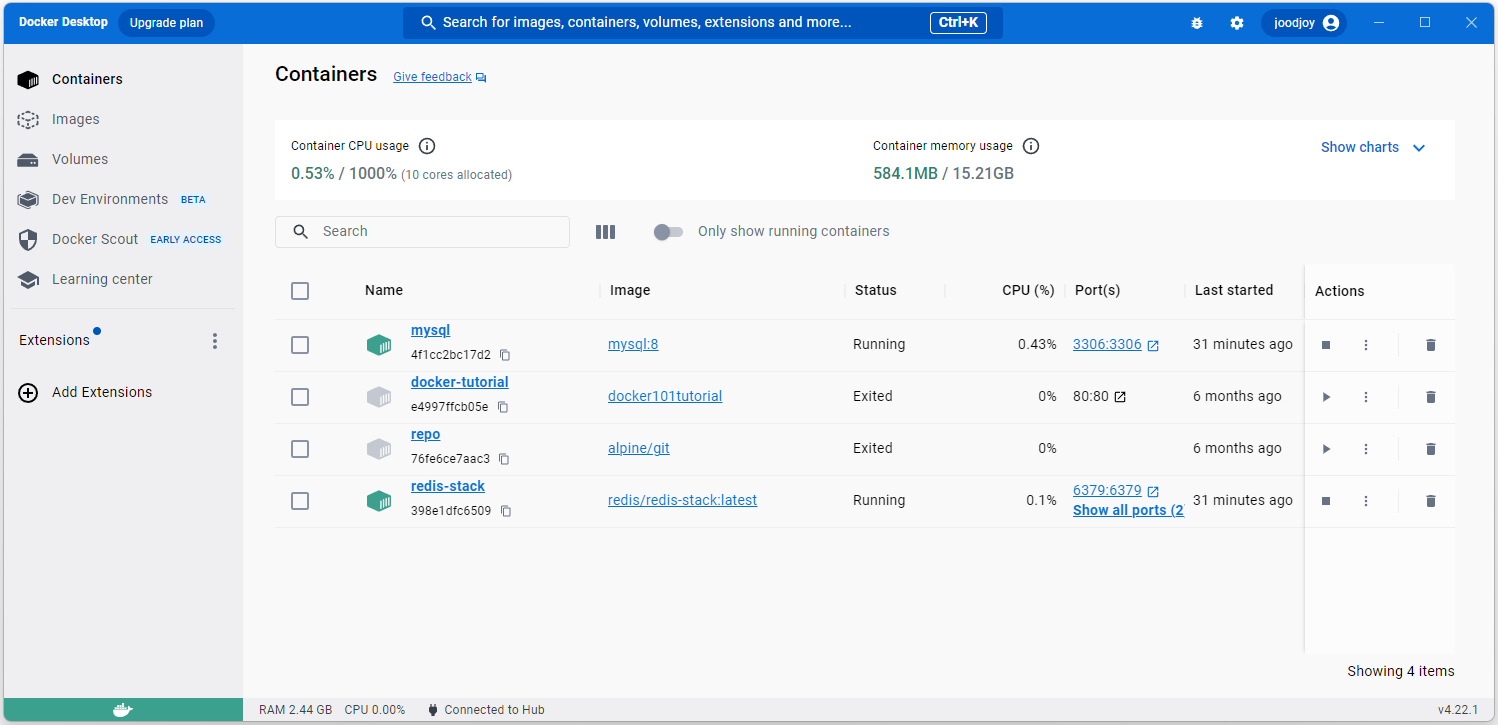 Docker Desktop Upgrade plan Search for images, containers, volumes, extensions and more... Ctrl+K joodjoy
Containers
Images
Volumes
Dev Environments BETA
Docker Scout EARLY ACCESS
Learning center
Extensions
Add Extensions
Containers Give feedback
Container CPU usage
0.53% / 1000% (10 cores allocated)
Container memory usage
584.1MB / 15.21GB
Show charts
Search
Only show running containers
Name Image Status CPU (%) Port(s) Last started Actions
mysql
4f1cc2bc17d2
mysql:8 Running 0.43% 3306:3306 31 minutes ago
docker-tutorial
e4997ffcb05e
docker101tutorial Exited 0% 80:80 6 months ago
repo
76fe6ce7aac3
alpine/git Exited 0% 6 months ago
redis-stack
398e1dfc6509
redis/redis-stack:latest Running 0.1% 6379:6379
Show all ports (2
31 minutes ago
Showing 4 items
RAM 2.44 GB CPU 0.00% Connected to Hub v4.22.1